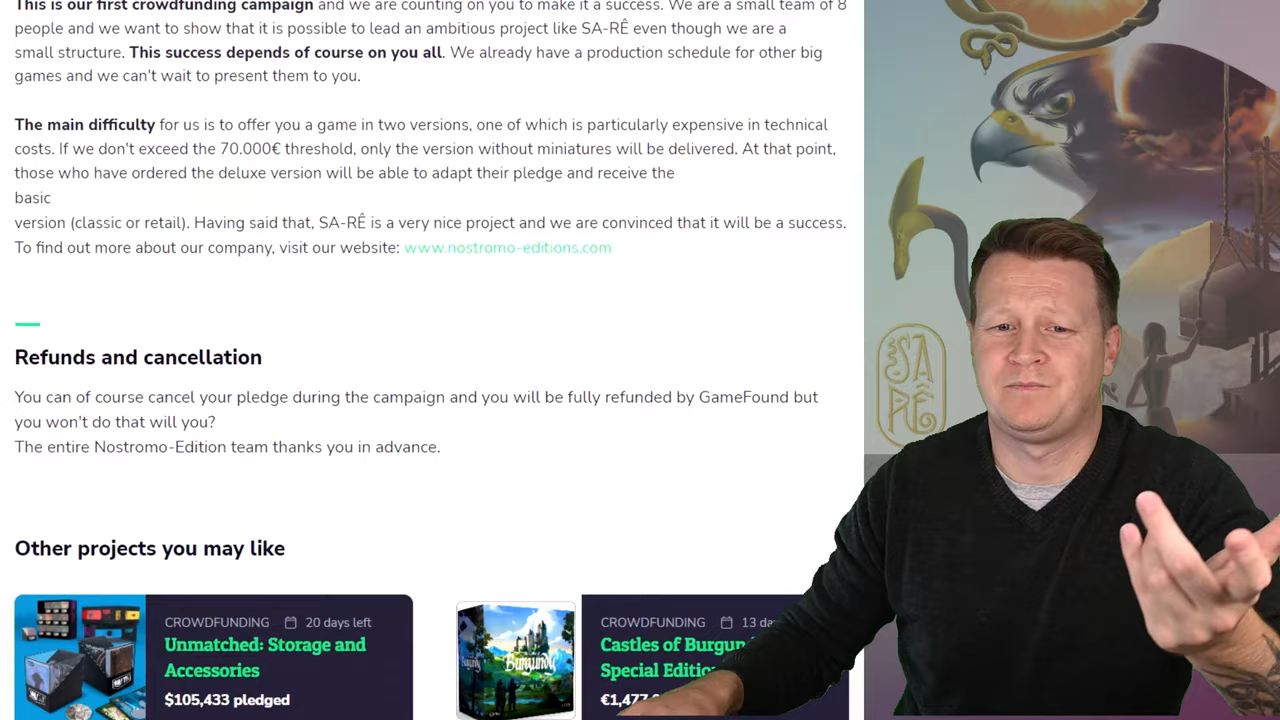 This is our first crowdfunding campaign and we are counting on you to make it a success. We are a small team of 8
people and we want to show that it is possible to lead an ambitious project like SA-RÊ even though we are a
small structure. This success depends of course on you all. We already have a production schedule for other big
games and we can't wait to present them to you.
The main difficulty for us is to offer you a game in two versions, one of which is particularly expensive in technical
costs. If we don't exceed the 70.000€ threshold, only the version without miniatures will be delivered. At that point,
those who have ordered the deluxe version will be able to adapt their pledge and receive the
basic
version (classic or retail). Having said that, SA-RÊ is a very nice project and we are convinced that it will be a success.
To find out more about our company, visit our website: www.nostromo-editions.com
Refunds and cancellation
You can of course cancel your pledge during the campaign and you will be fully refunded by GameFound but
you won't do that will you?
The entire Nostromo-Edition team thanks you in advance.
Other projects you may like
CROWDFUNDING 20 days left
Unmatched: Storage and
Accessories
$105,433 pledged
Burgundy
CROWDFUNDING 13
Castles of
Special
€1,477
SA
RÊ